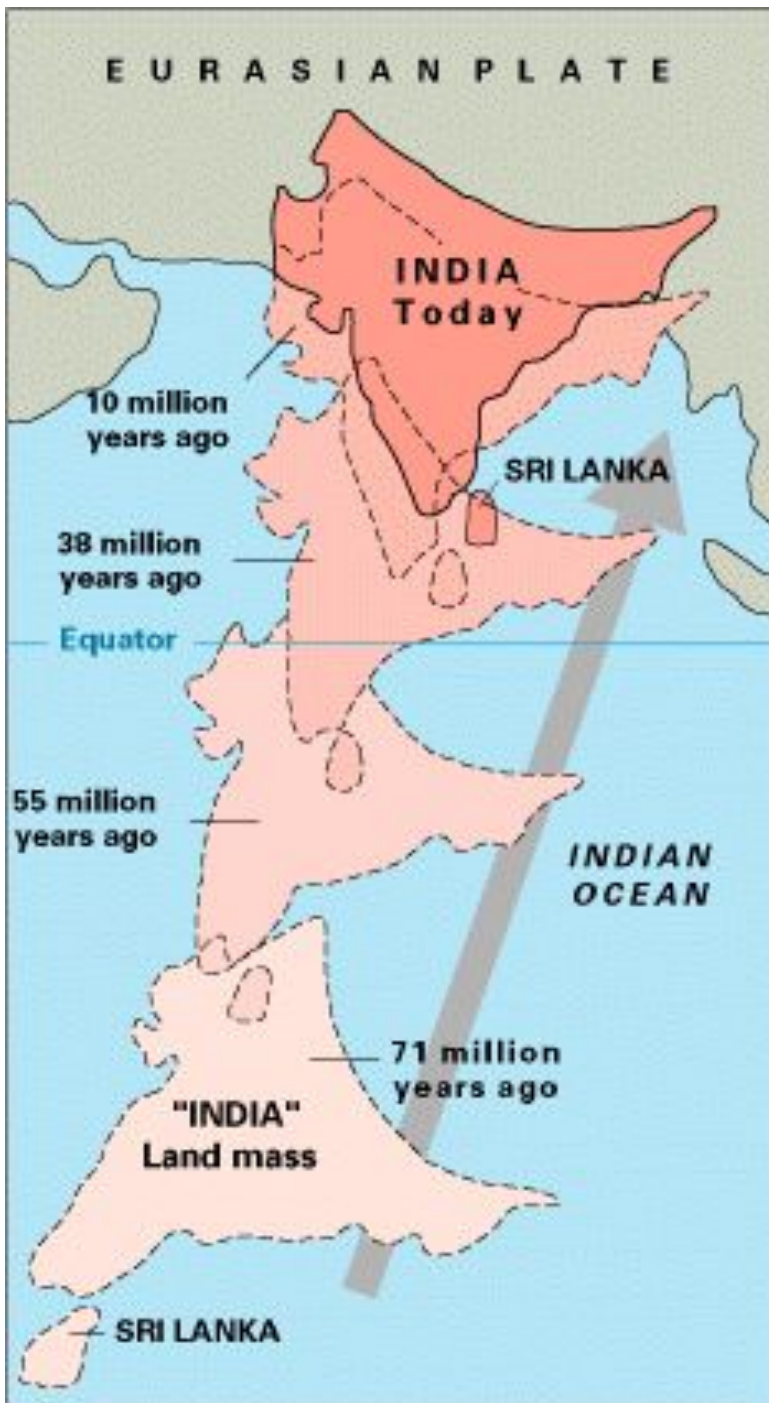 EURASIAN PLATE
INDIA
Today
10 million
years ago
SRI LANKA
38 million
years ago
Equator
55 million
years ago
INDIAN
OCEAN
71 million
years ago
"INDIA"
Land mass
SRI LANKA